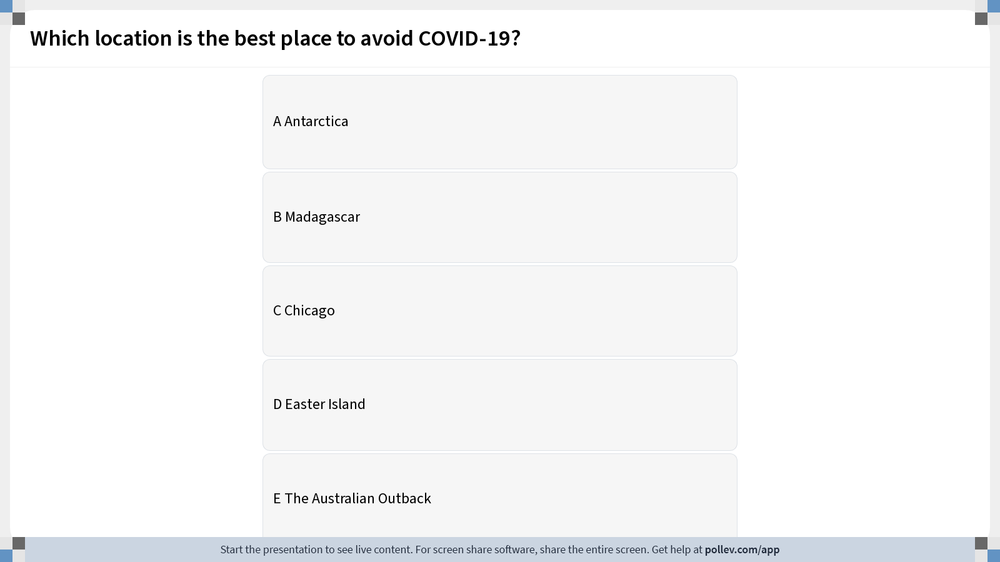 Which location is the best place to avoid COVID-19?
A Antarctica
B Madagascar
C Chicago
D Easter Island
E The Australian Outback
Start the presentation to see live content. For screen share software, share the entire screen. Get help at pollev.com/app